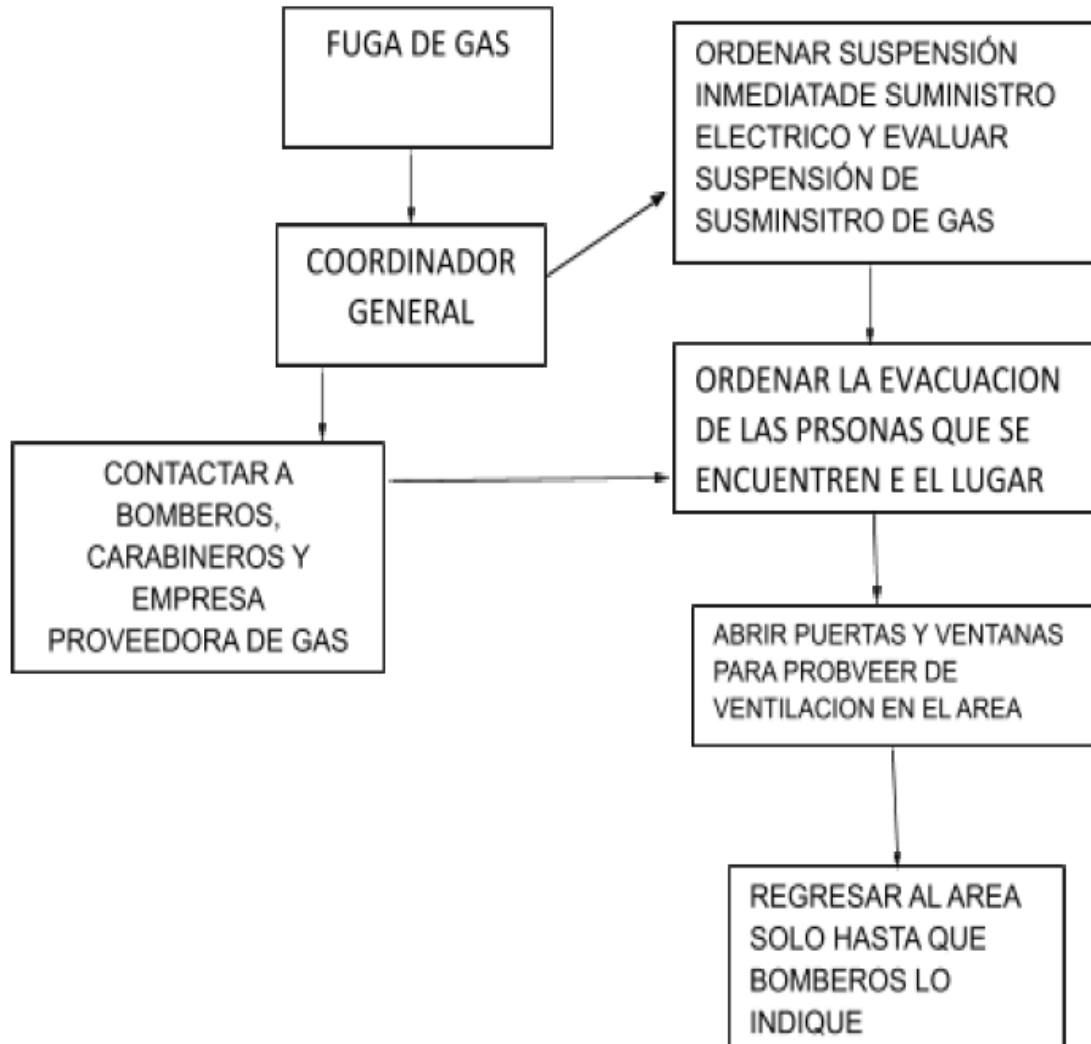 FUGA DE GAS
COORDINADOR
GENERAL
ORDENAR SUSPENSIÓN
INMEDIATADE SUMINISTRO
ELECTRICO Y EVALUAR
SUSPENSIÓN DE
SUSMINSITRO DE GAS
CONTACTAR A
BOMBEROS,
CARABINEROS Y
EMPRESA
PROVEEDORA DE GAS
ORDENAR LA EVACUACION
DE LAS PRSONAS QUE SE
ENCUENTREN E EL LUGAR
ABRIR PUERTAS Y VENTANAS
PARA PROBVEER DE
VENTILACION EN EL AREA
REGRESAR AL AREA
SOLO HASTA QUE
BOMBEROS LO
INDIQUE